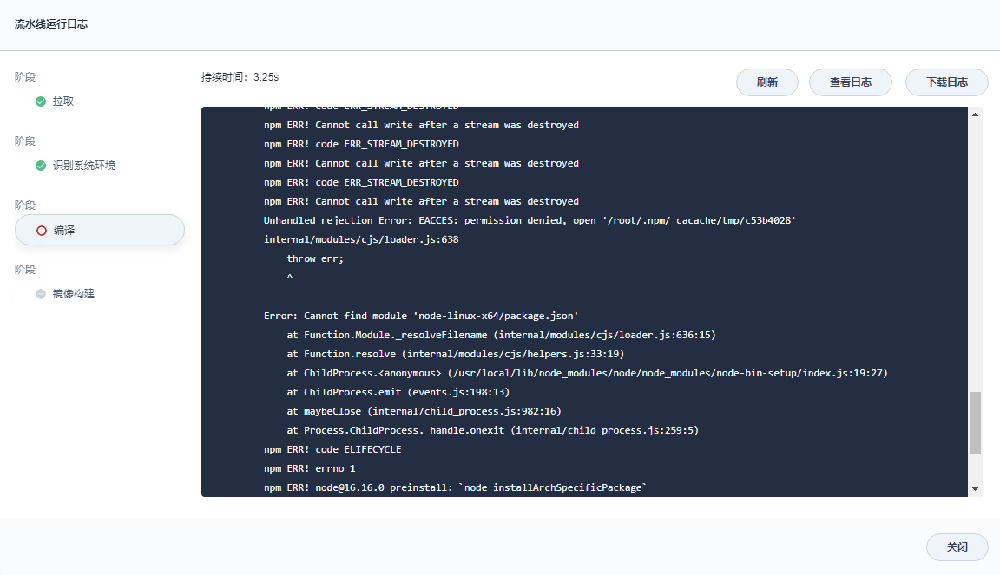 流水线运行日志
阶段
拉取
阶段
识别系统环境
阶段
编译
阶段
镜像构建
持续时间：3.25s
刷新
查看日志
下载日志
npm ERR! code ERR_STREAM_DESTROYED
npm ERR! Cannot call write after a stream was destroyed
npm ERR! code ERR_STREAM_DESTROYED
npm ERR! Cannot call write after a stream was destroyed
npm ERR! code ERR_STREAM_DESTROYED
npm ERR! Cannot call write after a stream was destroyed
Unhandled rejection Error: EACCES: permission denied, open '/root/.npm/_cacache/tmp/c53b4028'
internal/modules/cjs/loader.js:638
throw err;
^
Error: Cannot find module 'node-linux-x64/package.json'
at Function.Module._resolveFilename (internal/modules/cjs/loader.js:636:15)
at Function.resolve (internal/modules/cjs/helpers.js:33:19)
at ChildProcess.<anonymous> (/usr/local/lib/node_modules/node/node_modules/node-bin-setup/index.js:19:27)
at ChildProcess.emit (events.js:198:13)
at maybeClose (internal/child_process.js:982:16)
at Process.ChildProcess._handle.onexit (internal/child_process.js:259:5)
npm ERR! code ELIFECYCLE
npm ERR! errno 1
npm ERR! node@16.16.0 preinstall: `node installArchSpecificPackage`
关闭